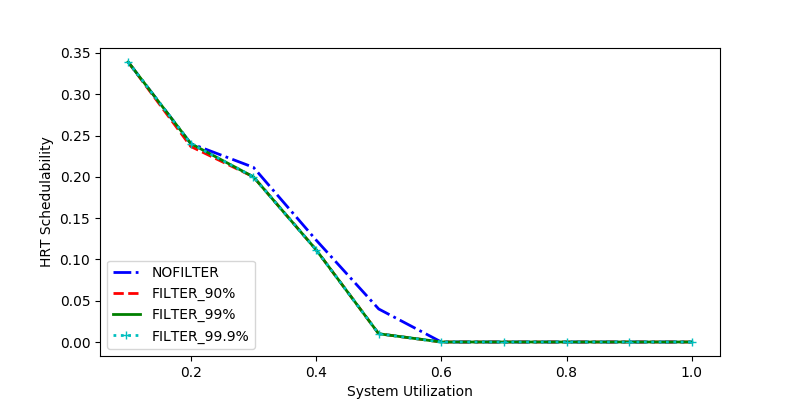 0.35
0.30
0.25
0.20
0.15
0.10
0.05
0.00
HRT Schedulability
NOFILTER
FILTER_90%
FILTER_99%
FILTER_99.9%
0.2 0.4 0.6 0.8 1.0
System Utilization